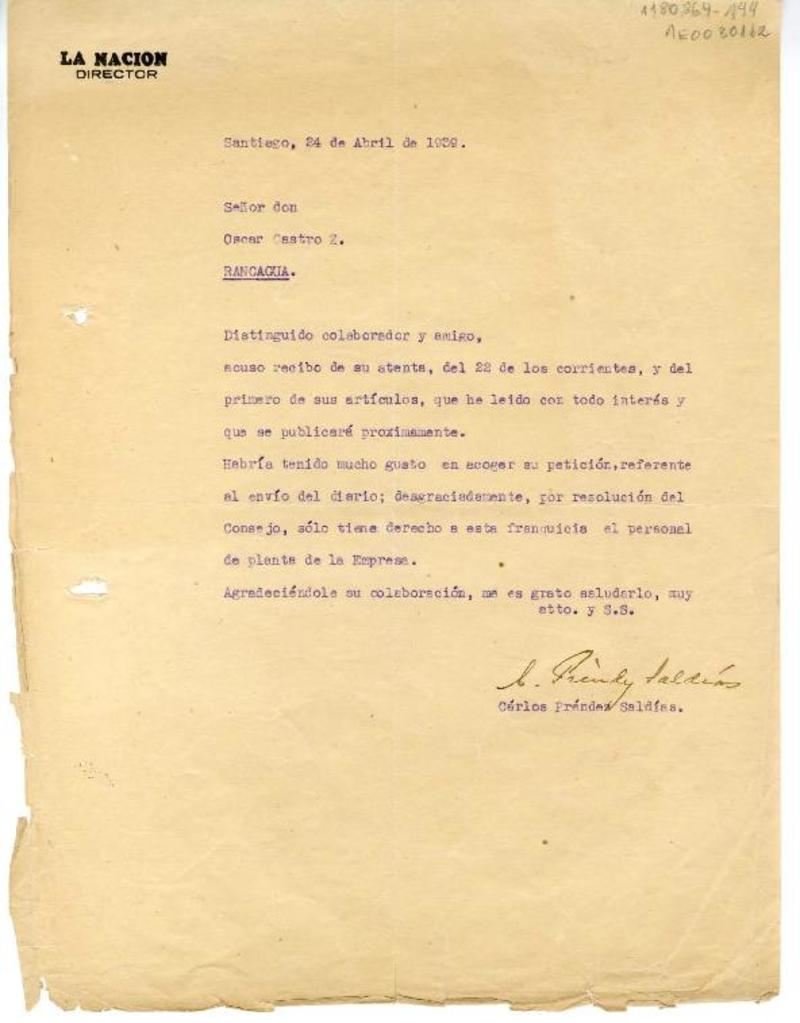 1180364-144
AE0030112
LA NACION
DIRECTOR
Santiago, 24 de Abril de 1939.
Señor don
Oscar Castro Z.
RANCAGUA.
Distinguido colaborador y amigo,
acuso recibo de su atenta, del 22 de los corrientes, y del
primero de sus artículos, que he leido con todo interés y
que se publicará proximamente.
Habría tenido mucho gusto en acoger su petición,referente
al envío del diario; desgraciadamente, por resolución del
Consejo, sólo tiene derecho a esta franquicia el personal
de planta de la Empresa.
Agradeciéndole su colaboración, me es grato saludarlo, muy
atto. y S.S.
C. Préndez Saldías
Cárlos Préndez Saldías.